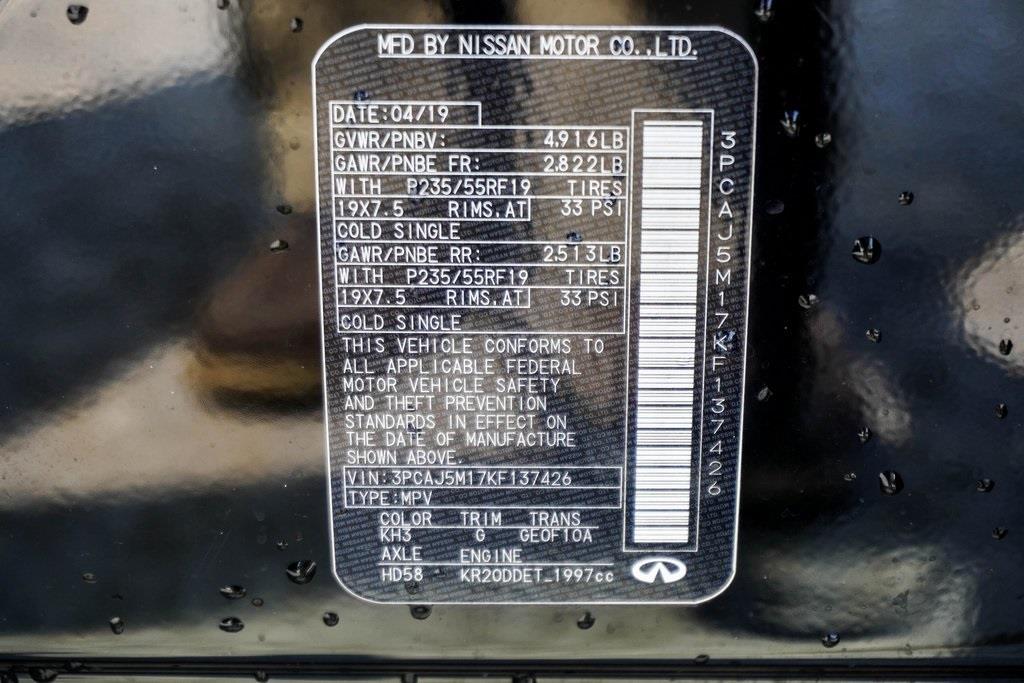 MFD BY NISSAN MOTOR CO.,LTD.
DATE:04/19
GVWR/PNBV: 4,916LB
GAWR/PNBE FR: 2,822LB
WITH P235/55RF19 TIRES
19X7.5 RIMS,AT 33 PSI
COLD SINGLE
GAWR/PNBE RR: 2,513LB
WITH P235/55RF19 TIRES
19X7.5 RIMS,AT 33 PSI
COLD SINGLE
THIS VEHICLE CONFORMS TO
ALL APPLICABLE FEDERAL
MOTOR VEHICLE SAFETY
AND THEFT PREVENTION
STANDARDS IN EFFECT ON
THE DATE OF MANUFACTURE
SHOWN ABOVE.
VIN:3PCAJ5M17KF137426
TYPE:MPV
COLOR TRIM TRANS
KH3 G GE0F10A
AXLE ENGINE
HD58 KR20DDET_1997cc
3PCAJ5M17KF137426